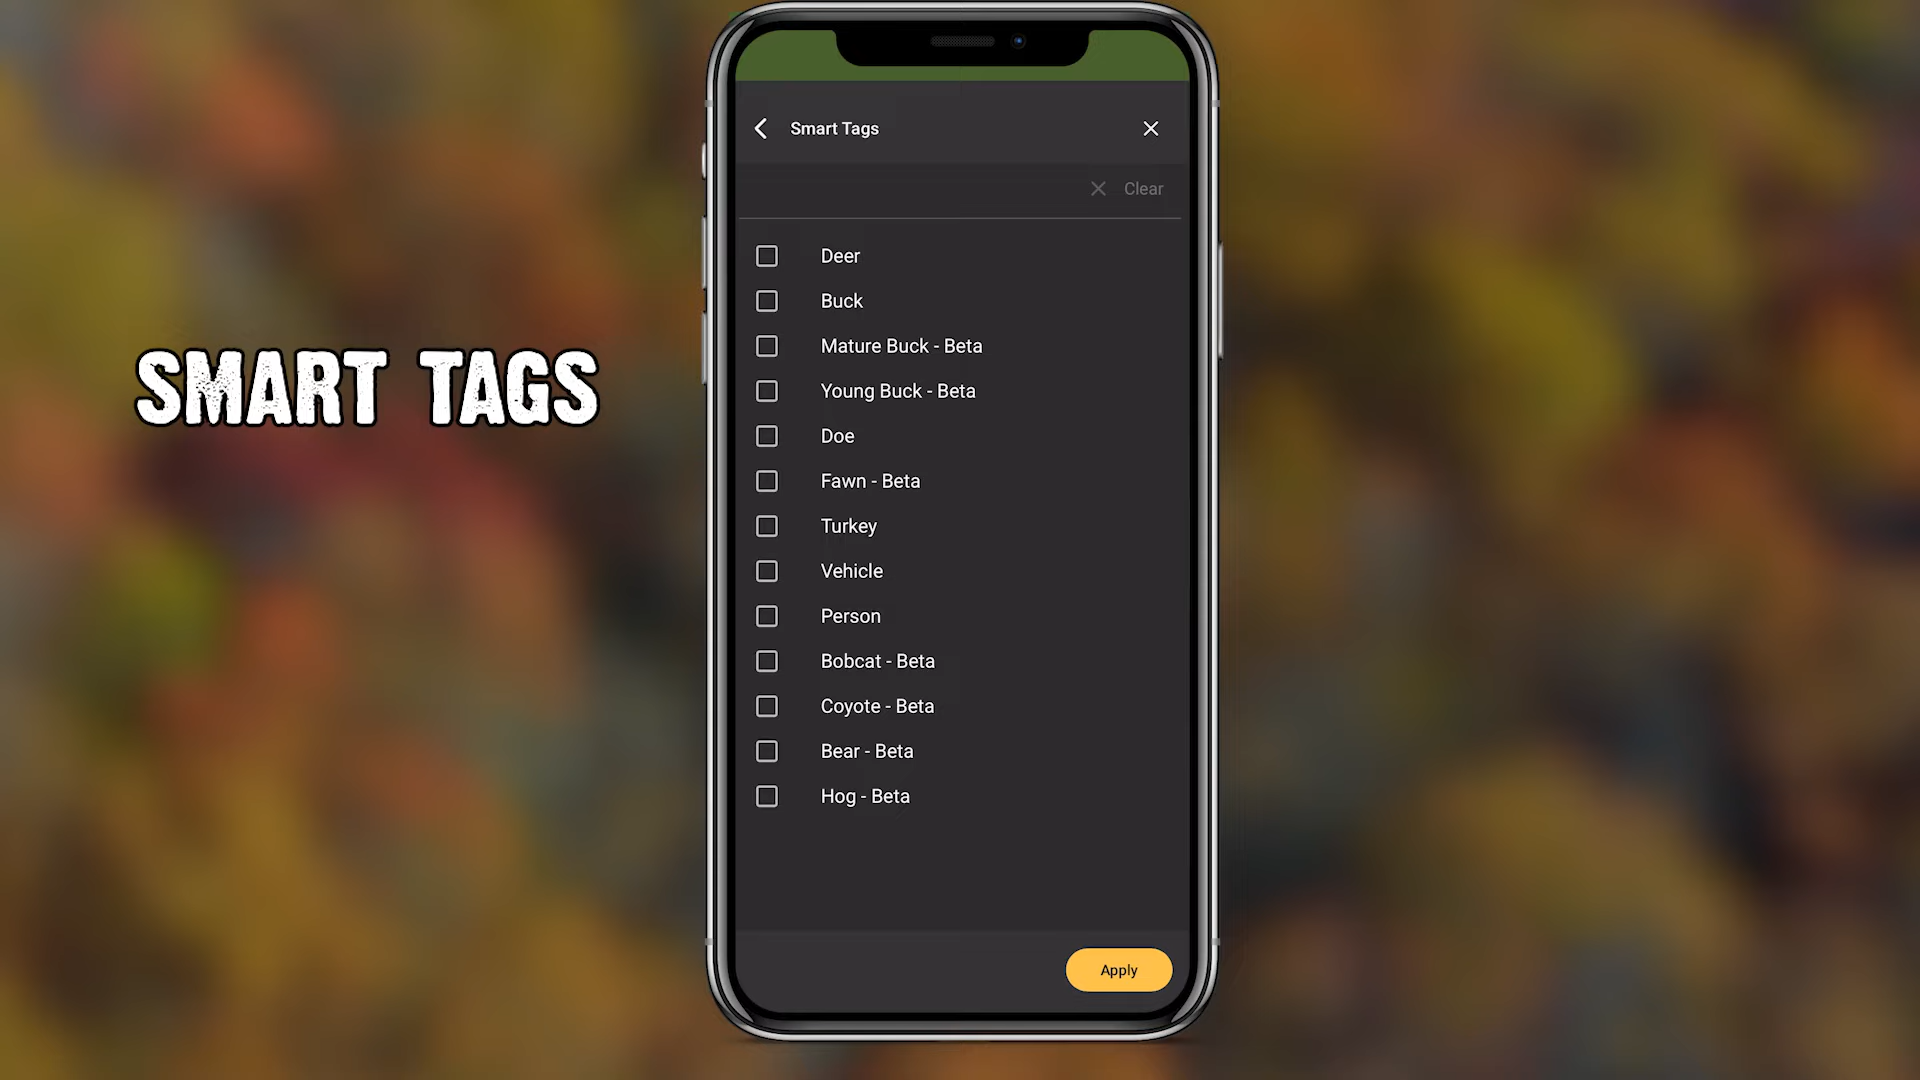 SMART TAGS
Smart Tags
Clear
Deer
Buck
Mature Buck - Beta
Young Buck - Beta
Doe
Fawn - Beta
Turkey
Vehicle
Person
Bobcat - Beta
Coyote - Beta
Bear - Beta
Hog - Beta
Apply